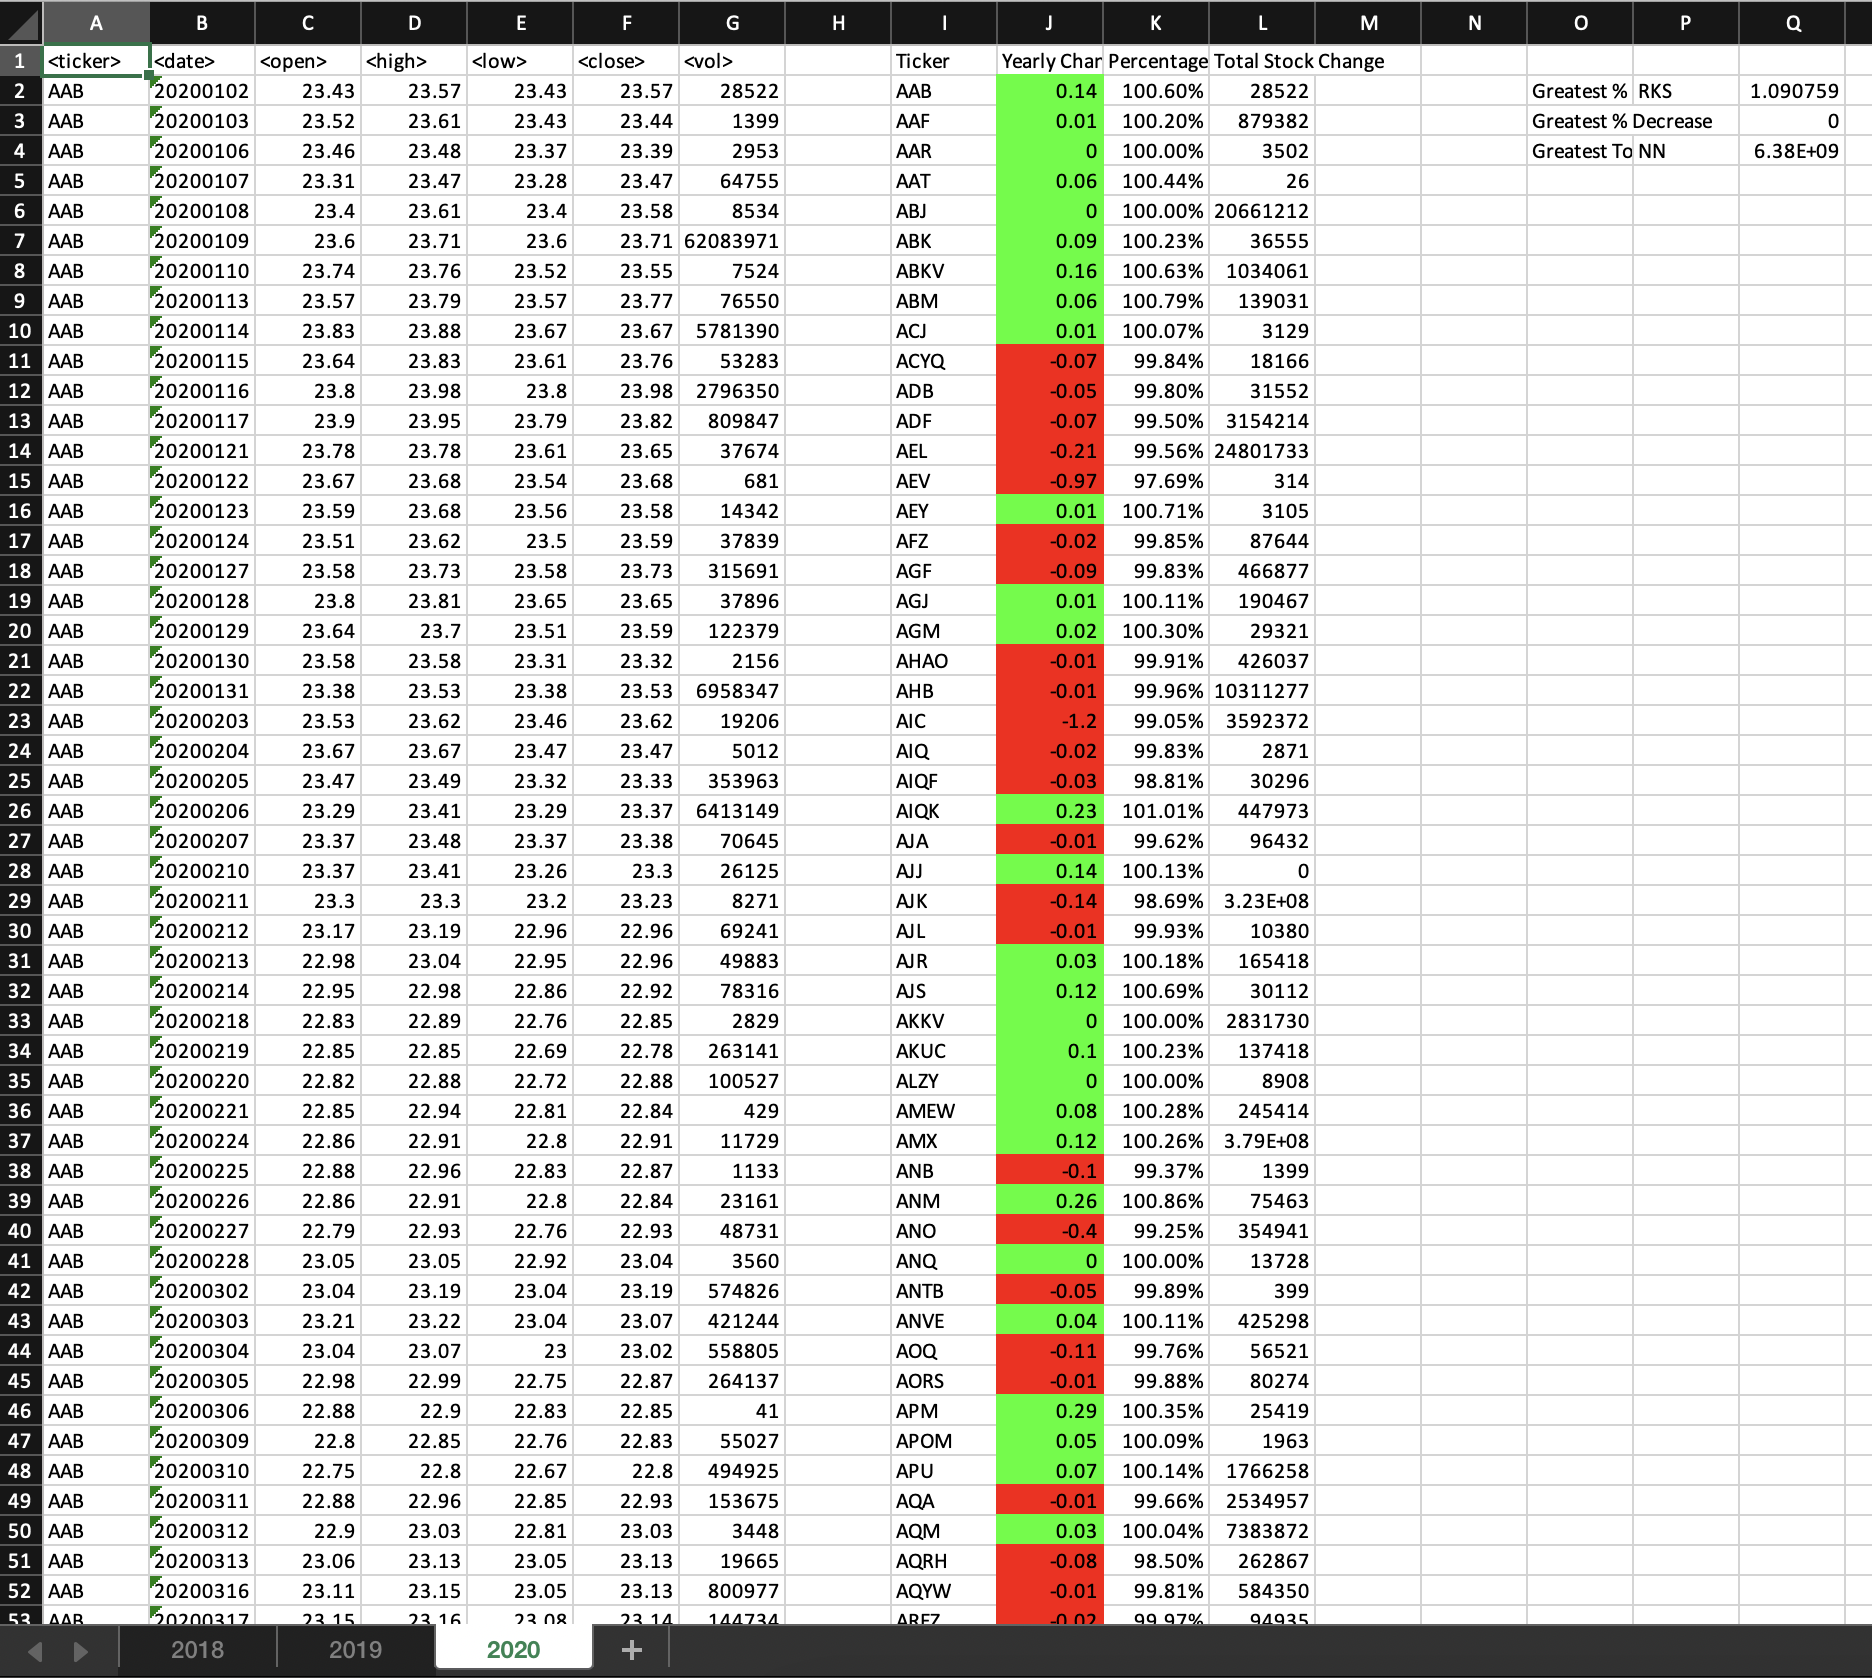 A B C D E F G H I J K L M N O P Q
1 <ticker> <date> <open> <high> <low> <close> <vol> Ticker Yearly Char Percentage Total Stock Change
2 AAB 20200102 23.43 23.57 23.43 23.57 28522 AAB 0.14 100.60% 28522 Greatest % RKS 1.090759
3 AAB 20200103 23.52 23.61 23.43 23.44 1399 AAF 0.01 100.20% 879382 Greatest % Decrease 0
4 AAB 20200106 23.46 23.48 23.37 23.39 2953 AAR 0 100.00% 3502 Greatest To NN 6.38E+09
5 AAB 20200107 23.31 23.47 23.28 23.47 64755 AAT 0.06 100.44% 26
6 AAB 20200108 23.4 23.61 23.4 23.58 8534 ABJ 0 100.00% 20661212
7 AAB 20200109 23.6 23.71 23.6 23.71 62083971 ABK 0.09 100.23% 36555
8 AAB 20200110 23.74 23.76 23.52 23.55 7524 ABKV 0.16 100.63% 1034061
9 AAB 20200113 23.57 23.79 23.57 23.77 76550 ABM 0.06 100.79% 139031
10 AAB 20200114 23.83 23.88 23.67 23.67 5781390 ACJ 0.01 100.07% 3129
11 AAB 20200115 23.64 23.83 23.61 23.76 53283 ACYQ -0.07 99.84% 18166
12 AAB 20200116 23.8 23.98 23.8 23.98 2796350 ADB -0.05 99.80% 31552
13 AAB 20200117 23.9 23.95 23.79 23.82 809847 ADF -0.07 99.50% 3154214
14 AAB 20200121 23.78 23.78 23.61 23.65 37674 AEL -0.21 99.56% 24801733
15 AAB 20200122 23.67 23.68 23.54 23.68 681 AEV -0.97 97.69% 314
16 AAB 20200123 23.59 23.68 23.56 23.58 14342 AEY 0.01 100.71% 3105
17 AAB 20200124 23.51 23.62 23.5 23.59 37839 AFZ -0.02 99.85% 87644
18 AAB 20200127 23.58 23.73 23.58 23.73 315691 AGF -0.09 99.83% 466877
19 AAB 20200128 23.8 23.81 23.65 23.65 37896 AGJ 0.01 100.11% 190467
20 AAB 20200129 23.64 23.7 23.51 23.59 122379 AGM 0.02 100.30% 29321
21 AAB 20200130 23.58 23.58 23.31 23.32 2156 AHAO -0.01 99.91% 426037
22 AAB 20200131 23.38 23.53 23.38 23.53 6958347 AHB -0.01 99.96% 10311277
23 AAB 20200203 23.53 23.62 23.46 23.62 19206 AIC -1.2 99.05% 3592372
24 AAB 20200204 23.67 23.67 23.47 23.47 5012 AIQ -0.02 99.83% 2871
25 AAB 20200205 23.47 23.49 23.32 23.33 353963 AIQF -0.03 98.81% 30296
26 AAB 20200206 23.29 23.41 23.29 23.37 6413149 AIQK 0.23 101.01% 447973
27 AAB 20200207 23.37 23.48 23.37 23.38 70645 AJA -0.01 99.62% 96432
28 AAB 20200210 23.37 23.41 23.26 23.3 26125 AJJ 0.14 100.13% 0
29 AAB 20200211 23.3 23.3 23.2 23.23 8271 AJK -0.14 98.69% 3.23E+08
30 AAB 20200212 23.17 23.19 22.96 22.96 69241 AJL -0.01 99.93% 10380
31 AAB 20200213 22.98 23.04 22.95 22.96 49883 AJR 0.03 100.18% 165418
32 AAB 20200214 22.95 22.98 22.86 22.92 78316 AJS 0.12 100.69% 30112
33 AAB 20200218 22.83 22.89 22.76 22.85 2829 AKKV 0 100.00% 2831730
34 AAB 20200219 22.85 22.85 22.69 22.78 263141 AKUC 0.1 100.23% 137418
35 AAB 20200220 22.82 22.88 22.72 22.88 100527 ALZY 0 100.00% 8908
36 AAB 20200221 22.85 22.94 22.81 22.84 429 AMEW 0.08 100.28% 245414
37 AAB 20200224 22.86 22.91 22.8 22.91 11729 AMX 0.12 100.26% 3.79E+08
38 AAB 20200225 22.88 22.96 22.83 22.87 1133 ANB -0.1 99.37% 1399
39 AAB 20200226 22.86 22.91 22.8 22.84 23161 ANM 0.26 100.86% 75463
40 AAB 20200227 22.79 22.93 22.76 22.93 48731 ANO -0.4 99.25% 354941
41 AAB 20200228 23.05 23.05 22.92 23.04 3560 ANQ 0 100.00% 13728
42 AAB 20200302 23.04 23.19 23.04 23.19 574826 ANTB -0.05 99.89% 399
43 AAB 20200303 23.21 23.22 23.04 23.07 421244 ANVE 0.04 100.11% 425298
44 AAB 20200304 23.04 23.07 23 23.02 558805 AOQ -0.11 99.76% 56521
45 AAB 20200305 22.98 22.99 22.75 22.87 264137 AORS -0.01 99.88% 80274
46 AAB 20200306 22.88 22.9 22.83 22.85 41 APM 0.29 100.35% 25419
47 AAB 20200309 22.8 22.85 22.76 22.83 55027 APOM 0.05 100.09% 1963
48 AAB 20200310 22.75 22.8 22.67 22.8 494925 APU 0.07 100.14% 1766258
49 AAB 20200311 22.88 22.96 22.85 22.93 153675 AQA -0.01 99.66% 2534957
50 AAB 20200312 22.9 23.03 22.81 23.03 3448 AQM 0.03 100.04% 7383872
51 AAB 20200313 23.06 23.13 23.05 23.13 19665 AQRH -0.08 98.50% 262867
52 AAB 20200316 23.11 23.15 23.05 23.13 800977 AQYW -0.01 99.81% 584350
53 AAB 20200317 23.15 23.16 23.08 23.14 144734 AREZ -0.02 99.97% 94935
2018 2019 2020 +